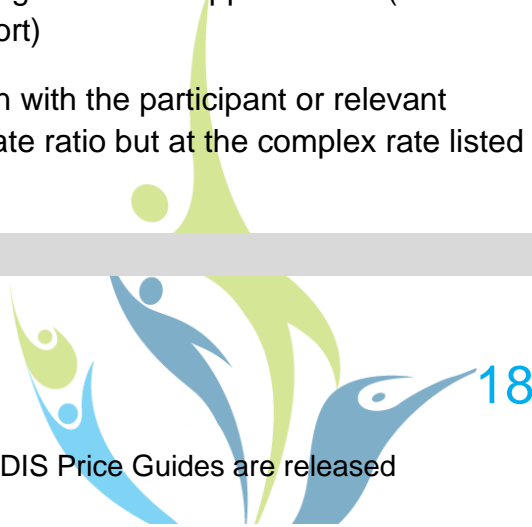 ort)
with the participant or relevant
ate ratio but at the complex rate listed
18
DIS Price Guides are released